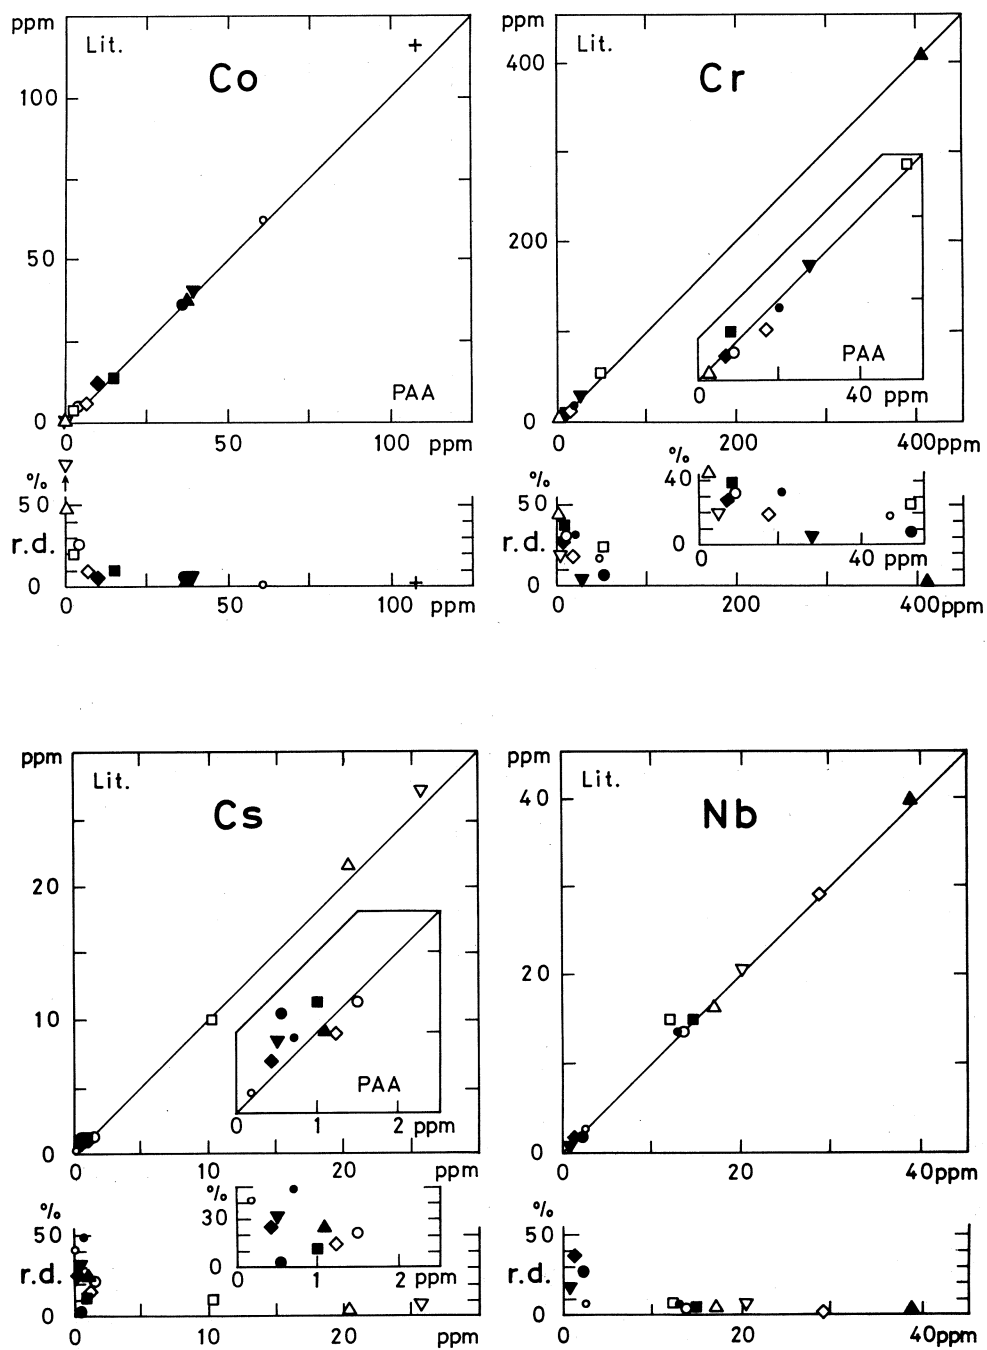 ppm
Lit.
Co
100
50
PAA
0
0 50 100 ppm
%
50
r.d.
0
0 50 100 ppm
ppm
Lit.
Cr
400
200
PAA
0 40 ppm
0
0 200 400ppm
%
40
0
0 40 ppm
%
50
r.d.
0
0 200 400ppm
ppm
Lit.
Cs
20
10
PAA
0 1 2 ppm
0
0 10 20 ppm
%
30
0
0 1 2 ppm
%
50
r.d.
0
0 10 20 ppm
ppm
Lit.
Nb
40
20
0
0 20 40ppm
%
50
r.d.
0
0 20 40ppm